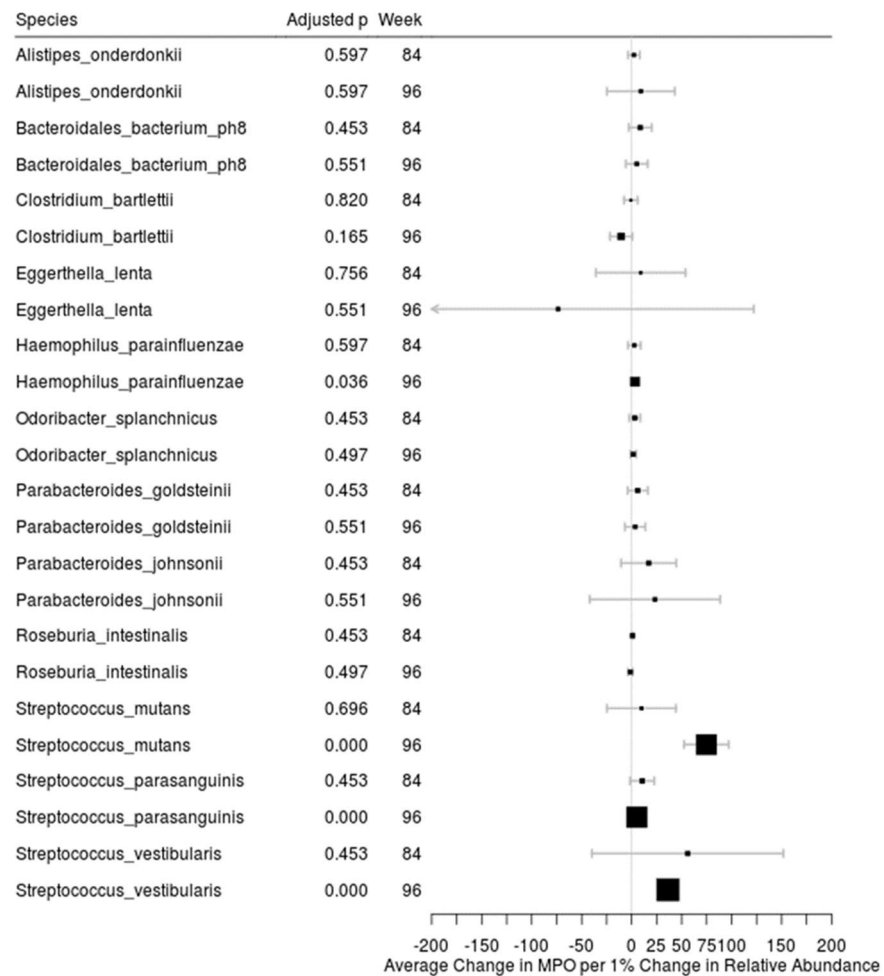 Species Adjusted p Week
Alistipes_onderdonkii 0.597 84
Alistipes_onderdonkii 0.597 96
Bacteroidales_bacterium_ph8 0.453 84
Bacteroidales_bacterium_ph8 0.551 96
Clostridium_bartlettii 0.820 84
Clostridium_bartlettii 0.165 96
Eggerthella_lenta 0.756 84
Eggerthella_lenta 0.551 96
Haemophilus_parainfluenzae 0.597 84
Haemophilus_parainfluenzae 0.036 96
Odoribacter_splanchnicus 0.453 84
Odoribacter_splanchnicus 0.497 96
Parabacteroides_goldsteinii 0.453 84
Parabacteroides_goldsteinii 0.551 96
Parabacteroides_johnsonii 0.453 84
Parabacteroides_johnsonii 0.551 96
Roseburia_intestinalis 0.453 84
Roseburia_intestinalis 0.497 96
Streptococcus_mutans 0.696 84
Streptococcus_mutans 0.000 96
Streptococcus_parasanguinis 0.453 84
Streptococcus_parasanguinis 0.000 96
Streptococcus_vestibularis 0.453 84
Streptococcus_vestibularis 0.000 96
-200 -150 -100 -50 0 25 50 75 100 150 200
Average Change in MPO per 1% Change in Relative Abundance